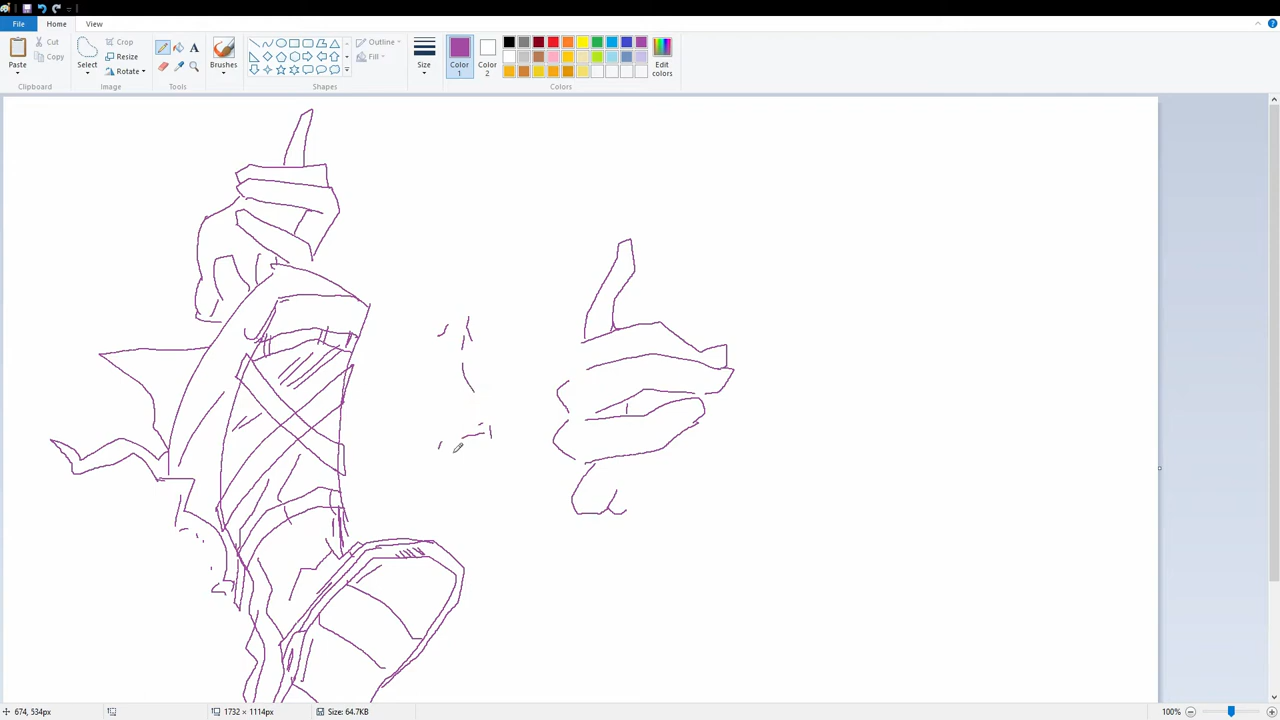 File
Home
View
Paste
Cut
Copy
Clipboard
Select
Crop
Resize
Rotate
Image
A
Tools
Brushes
Outline
Fill
Shapes
Size
Color 1
Color 2
Edit colors
Colors
674, 534px
1732 × 1114px
Size: 64.7KB
100%